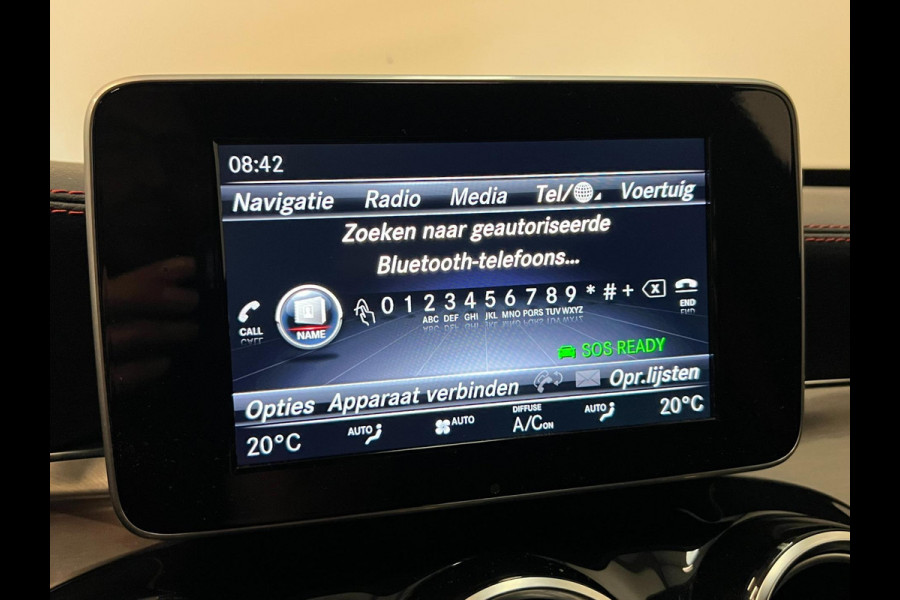 08:42
Navigatie Radio Media Tel/ Voertuig
Zoeken naar geautoriseerde
Bluetooth-telefoons...
CALL NAME 0 1 2 3 4 5 6 7 8 9 * # + X END
ABC DEF GHI JKL MNO PQRS TUV WXYZ
SOS READY
Opties Apparaat verbinden Opr.lijsten
20°C AUTO AUTO DIFFUSE A/C ON AUTO 20°C